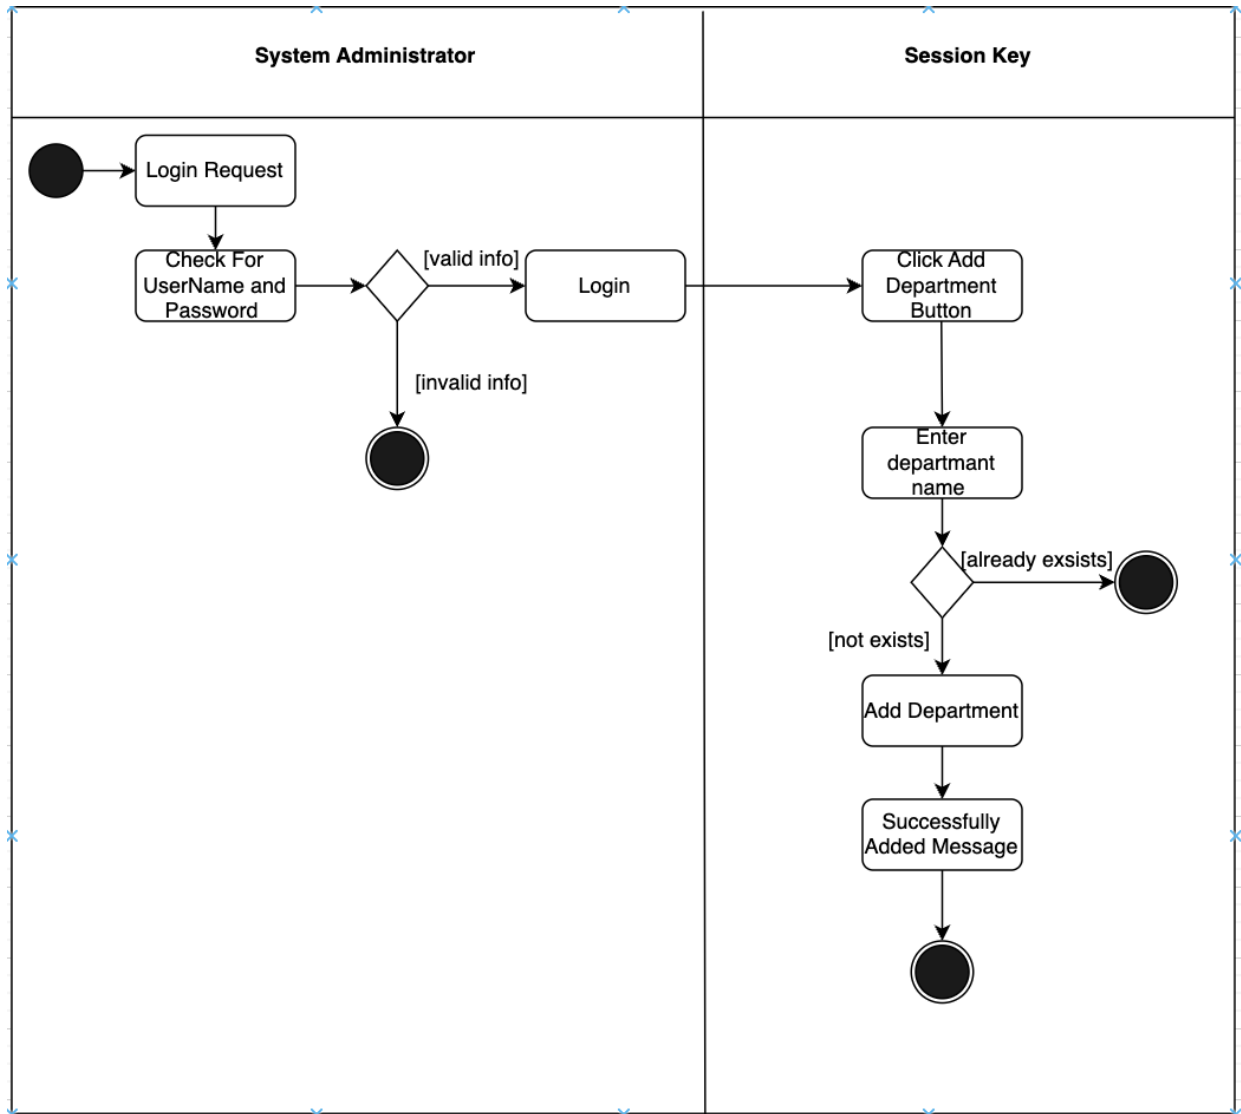 System Administrator
Session Key
Login Request
Check For
UserName and
Password
[valid info]
Login
[invalid info]
Click Add
Department
Button
Enter
departmant
name
[already exsists]
[not exists]
Add Department
Successfully
Added Message